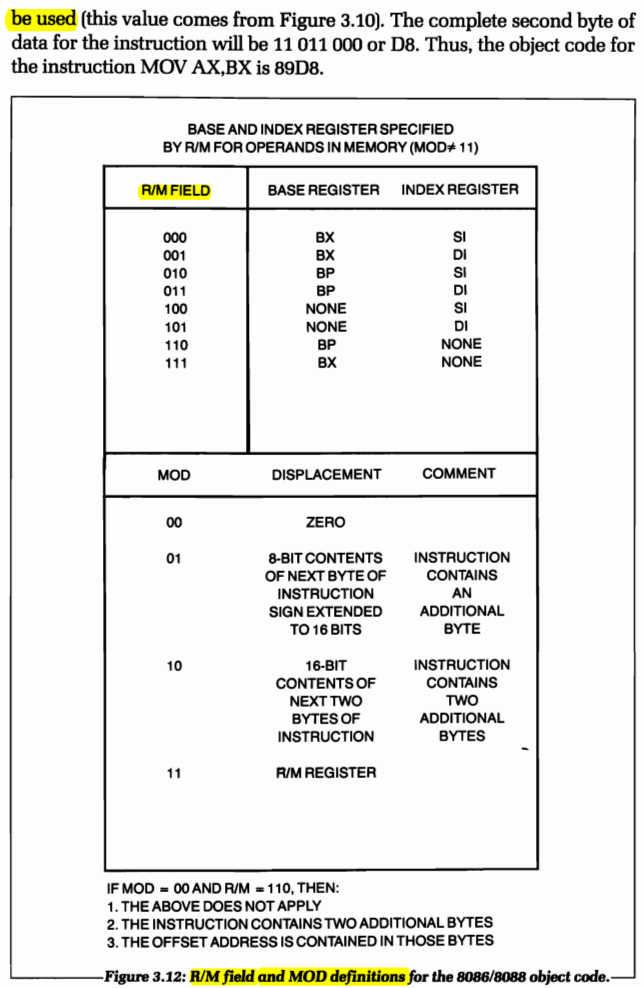 be used (this value comes from Figure 3.10). The complete second byte of
data for the instruction will be 11 011 000 or D8. Thus, the object code for
the instruction MOV AX,BX is 89D8.
BASE AND INDEX REGISTER SPECIFIED
BY R/M FOR OPERANDS IN MEMORY (MOD≠ 11)
R/M FIELD BASE REGISTER INDEX REGISTER
000 BX SI
001 BX DI
010 BP SI
011 BP DI
100 NONE SI
101 NONE DI
110 BP NONE
111 BX NONE
MOD DISPLACEMENT COMMENT
00 ZERO
01 8-BIT CONTENTS INSTRUCTION
OF NEXT BYTE OF CONTAINS
INSTRUCTION AN
SIGN EXTENDED ADDITIONAL
TO 16 BITS BYTE
10 16-BIT INSTRUCTION
CONTENTS OF CONTAINS
NEXT TWO TWO
BYTES OF ADDITIONAL
INSTRUCTION BYTES
11 R/M REGISTER
IF MOD = 00 AND R/M = 110, THEN:
1. THE ABOVE DOES NOT APPLY
2. THE INSTRUCTION CONTAINS TWO ADDITIONAL BYTES
3. THE OFFSET ADDRESS IS CONTAINED IN THOSE BYTES
Figure 3.12: R/M field and MOD definitions for the 8086/8088 object code.